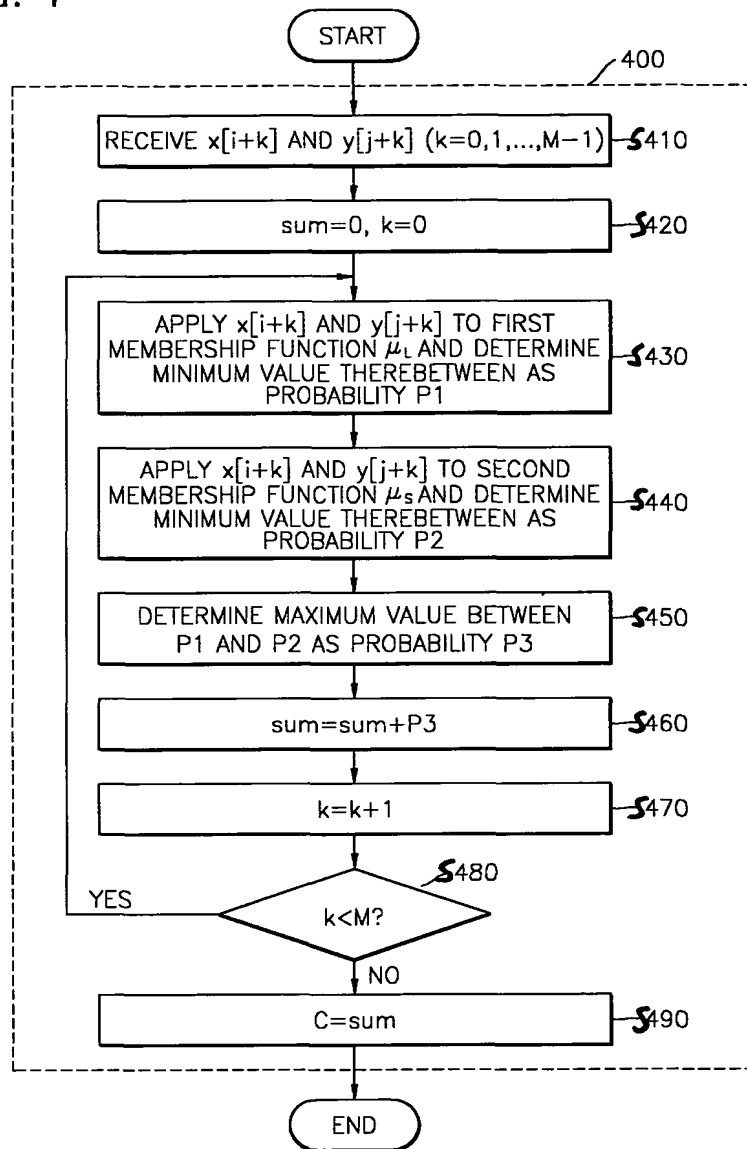 START
400
RECEIVE x[i+k] AND y[j+k] (k=0,1,...,M-1)
S410
sum=0, k=0
S420
APPLY x[i+k] AND y[j+k] TO FIRST
MEMBERSHIP FUNCTION μL AND DETERMINE
MINIMUM VALUE THEREBETWEEN AS
PROBABILITY P1
S430
APPLY x[i+k] AND y[j+k] TO SECOND
MEMBERSHIP FUNCTION μS AND DETERMINE
MINIMUM VALUE THEREBETWEEN AS
PROBABILITY P2
S440
DETERMINE MAXIMUM VALUE BETWEEN
P1 AND P2 AS PROBABILITY P3
S450
sum=sum+P3
S460
k=k+1
S470
S480
YES
k<M?
NO
C=sum
S490
END